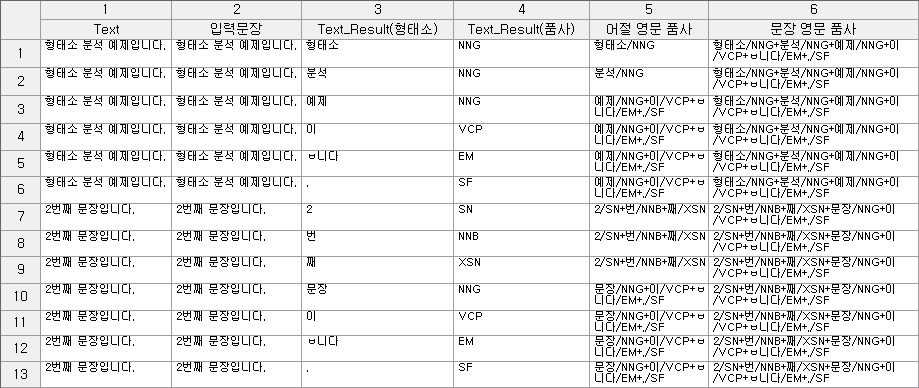 1 2 3 4 5 6
Text 입력문장 Text_Result(형태소) Text_Result(품사) 어절 영문 품사 문장 영문 품사
1 형태소 분석 예제입니다. 형태소 분석 예제입니다. 형태소 NNG 형태소/NNG 형태소/NNG+분석/NNG+예제/NNG+이
/VCP+ㅂ니다/EM+./SF
2 형태소 분석 예제입니다. 형태소 분석 예제입니다. 분석 NNG 분석/NNG 형태소/NNG+분석/NNG+예제/NNG+이
/VCP+ㅂ니다/EM+./SF
3 형태소 분석 예제입니다. 형태소 분석 예제입니다. 예제 NNG 예제/NNG+이/VCP+ㅂ 형태소/NNG+분석/NNG+예제/NNG+이
니다/EM+./SF /VCP+ㅂ니다/EM+./SF
4 형태소 분석 예제입니다. 형태소 분석 예제입니다. 이 VCP 예제/NNG+이/VCP+ㅂ 형태소/NNG+분석/NNG+예제/NNG+이
니다/EM+./SF /VCP+ㅂ니다/EM+./SF
5 형태소 분석 예제입니다. 형태소 분석 예제입니다. ㅂ니다 EM 예제/NNG+이/VCP+ㅂ 형태소/NNG+분석/NNG+예제/NNG+이
니다/EM+./SF /VCP+ㅂ니다/EM+./SF
6 형태소 분석 예제입니다. 형태소 분석 예제입니다. . SF 예제/NNG+이/VCP+ㅂ 형태소/NNG+분석/NNG+예제/NNG+이
니다/EM+./SF /VCP+ㅂ니다/EM+./SF
7 2번째 문장입니다. 2번째 문장입니다. 2 SN 2/SN+번/NNB+째/XSN 2/SN+번/NNB+째/XSN+문장/NNG+이
/VCP+ㅂ니다/EM+./SF
8 2번째 문장입니다. 2번째 문장입니다. 번 NNB 2/SN+번/NNB+째/XSN 2/SN+번/NNB+째/XSN+문장/NNG+이
/VCP+ㅂ니다/EM+./SF
9 2번째 문장입니다. 2번째 문장입니다. 째 XSN 2/SN+번/NNB+째/XSN 2/SN+번/NNB+째/XSN+문장/NNG+이
/VCP+ㅂ니다/EM+./SF
10 2번째 문장입니다. 2번째 문장입니다. 문장 NNG 문장/NNG+이/VCP+ㅂ 2/SN+번/NNB+째/XSN+문장/NNG+이
니다/EM+./SF /VCP+ㅂ니다/EM+./SF
11 2번째 문장입니다. 2번째 문장입니다. 이 VCP 문장/NNG+이/VCP+ㅂ 2/SN+번/NNB+째/XSN+문장/NNG+이
니다/EM+./SF /VCP+ㅂ니다/EM+./SF
12 2번째 문장입니다. 2번째 문장입니다. ㅂ니다 EM 문장/NNG+이/VCP+ㅂ 2/SN+번/NNB+째/XSN+문장/NNG+이
니다/EM+./SF /VCP+ㅂ니다/EM+./SF
13 2번째 문장입니다. 2번째 문장입니다. . SF 문장/NNG+이/VCP+ㅂ 2/SN+번/NNB+째/XSN+문장/NNG+이
니다/EM+./SF /VCP+ㅂ니다/EM+./SF